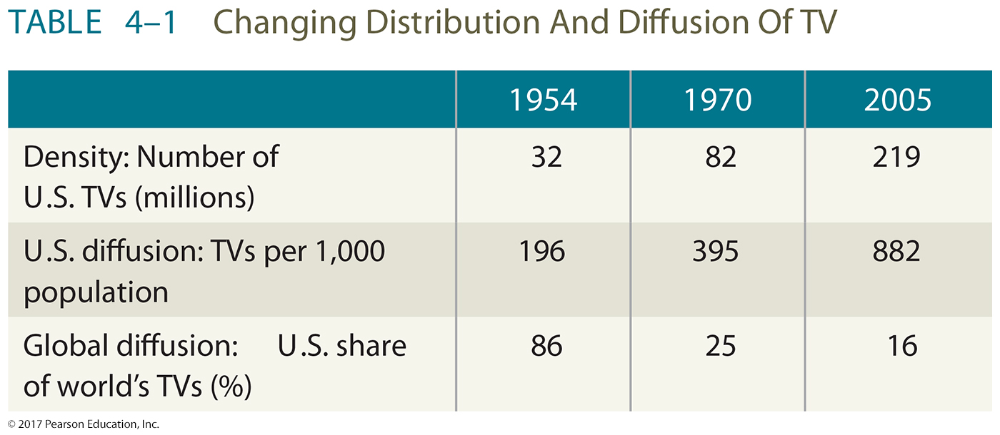 TABLE 4–1 Changing Distribution And Diffusion Of TV
1954 1970 2005
Density: Number of 32 82 219
U.S. TVs (millions)
U.S. diffusion: TVs per 1,000 196 395 882
population
Global diffusion: U.S. share 86 25 16
of world’s TVs (%)
© 2017 Pearson Education, Inc.